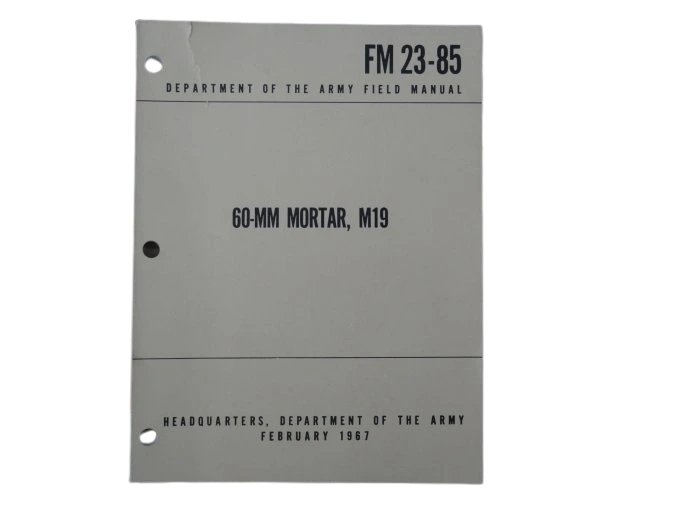 FM 23-85
DEPARTMENT OF THE ARMY FIELD MANUAL
60-MM MORTAR, M19
HEADQUARTERS, DEPARTMENT OF THE ARMY
FEBRUARY 1967